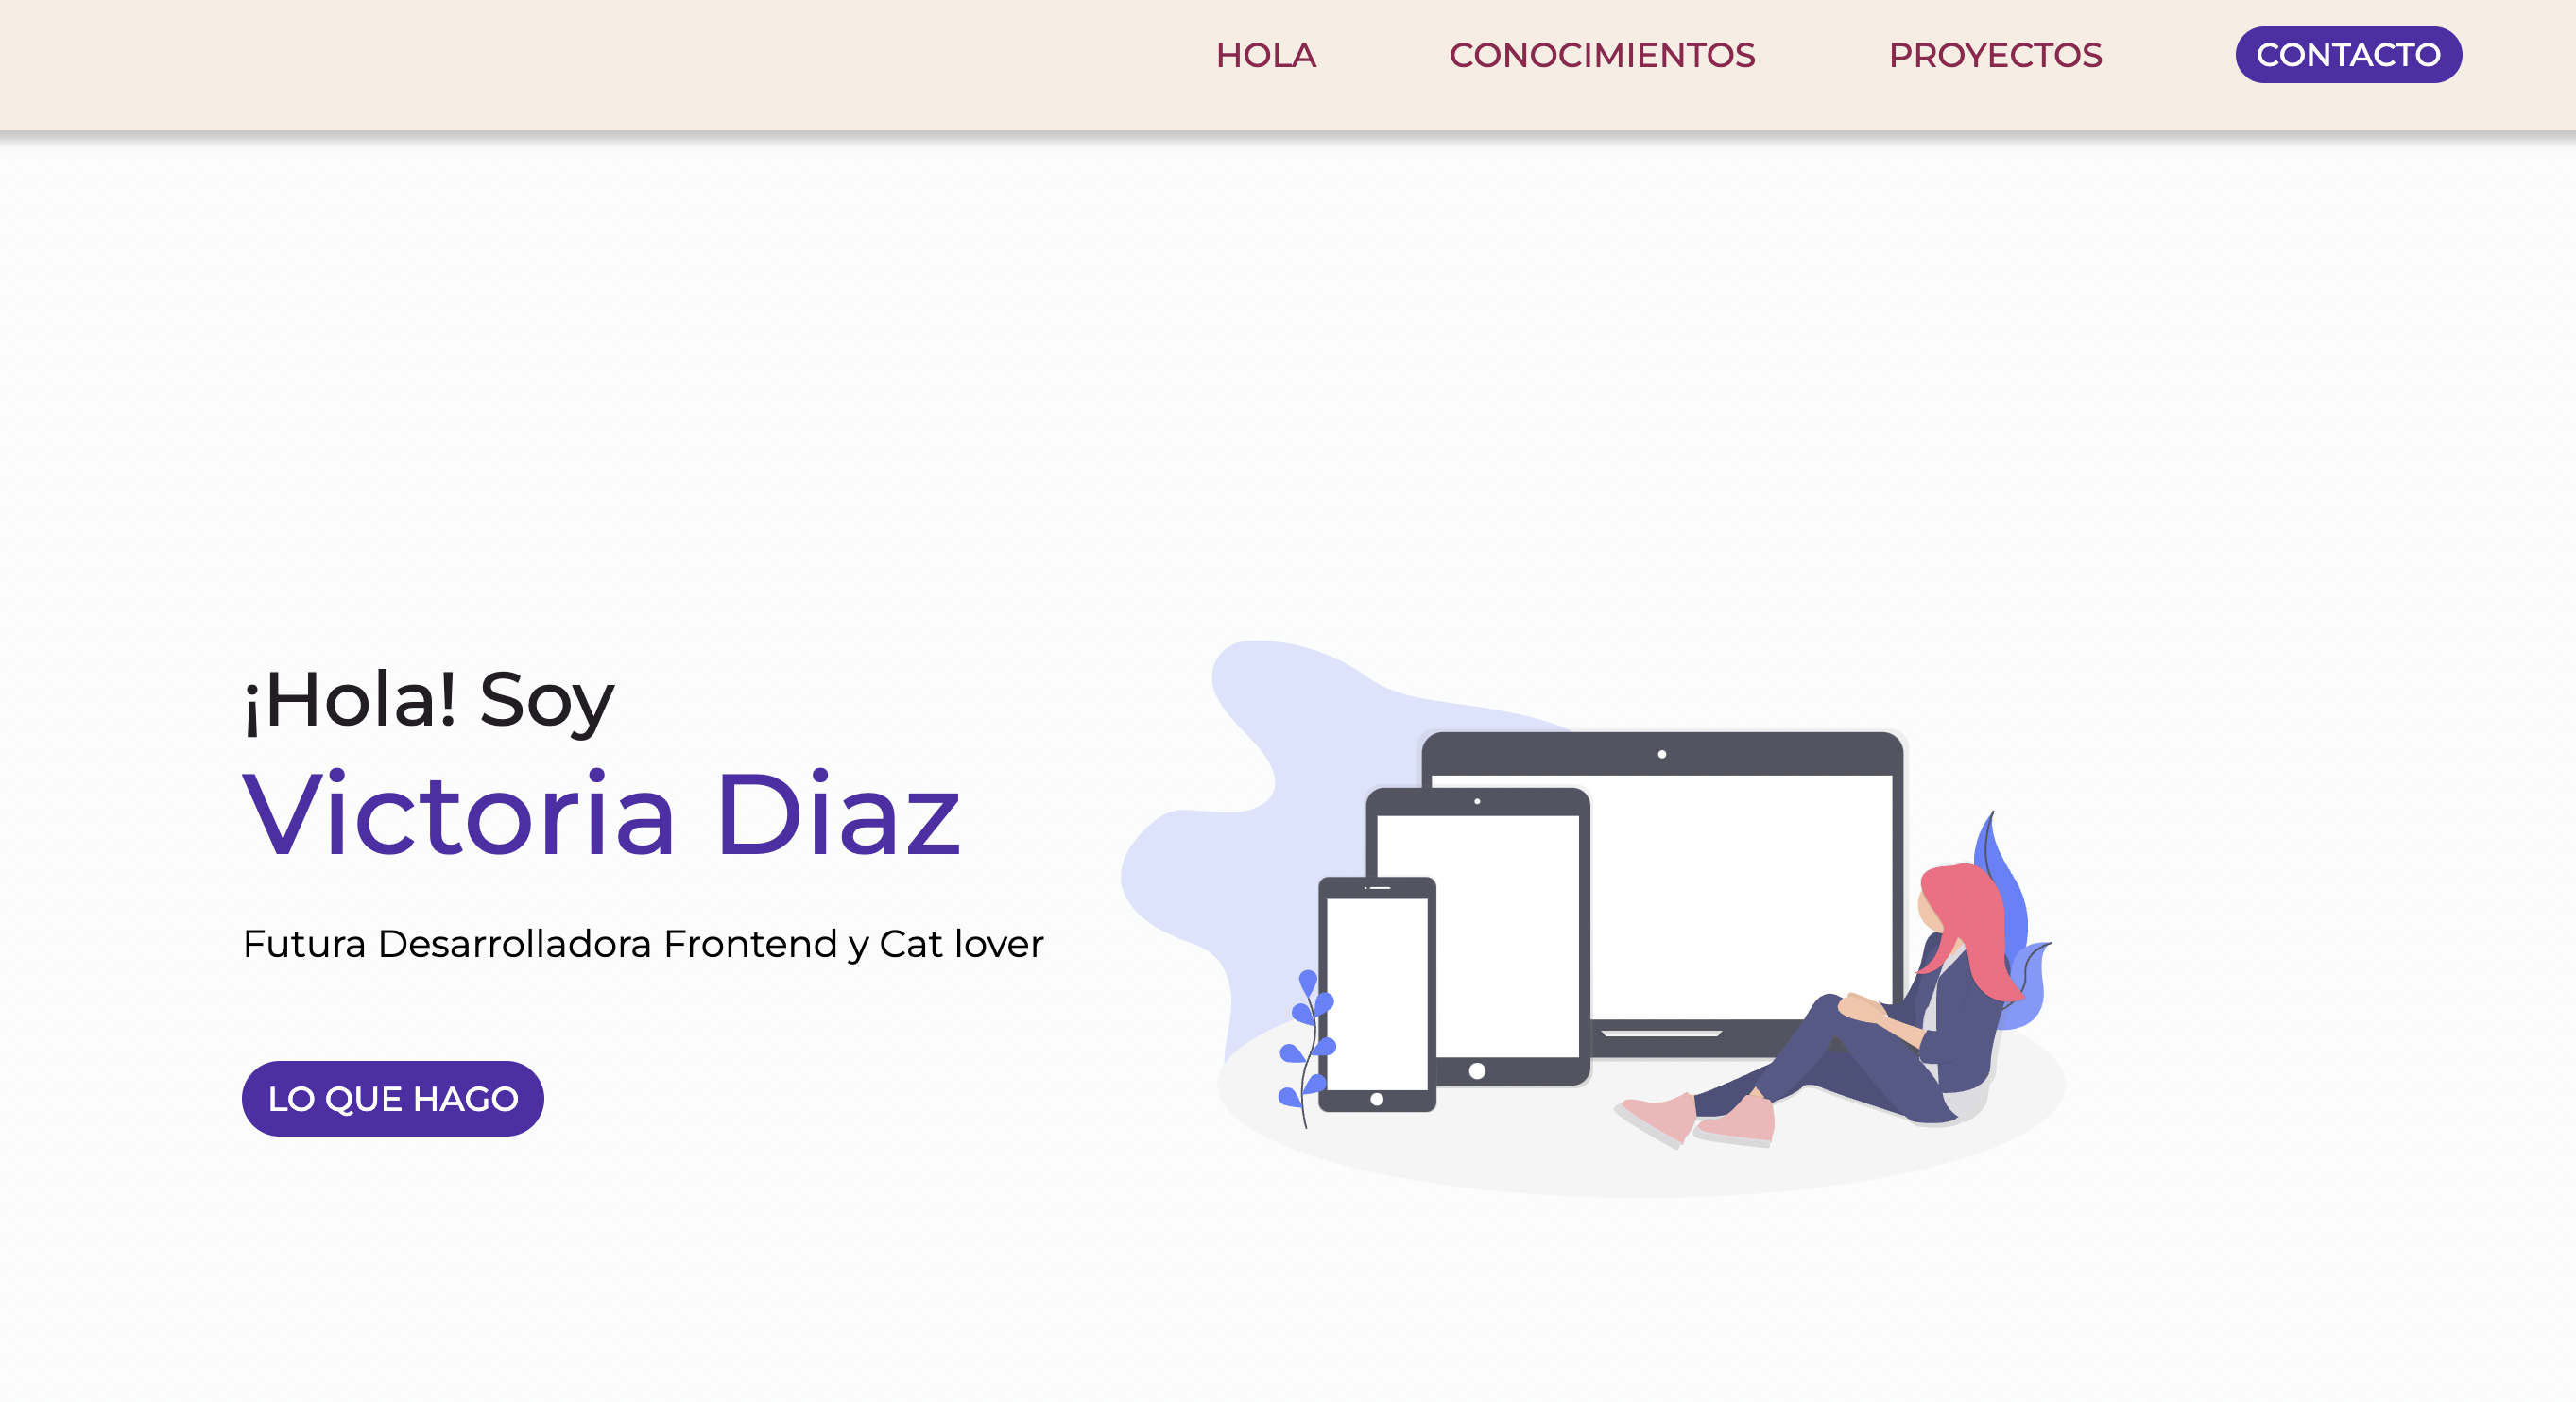 HOLA CONOCIMIENTOS PROYECTOS CONTACTO
¡Hola! Soy
Victoria Diaz
Futura Desarrolladora Frontend y Cat lover
LO QUE HAGO